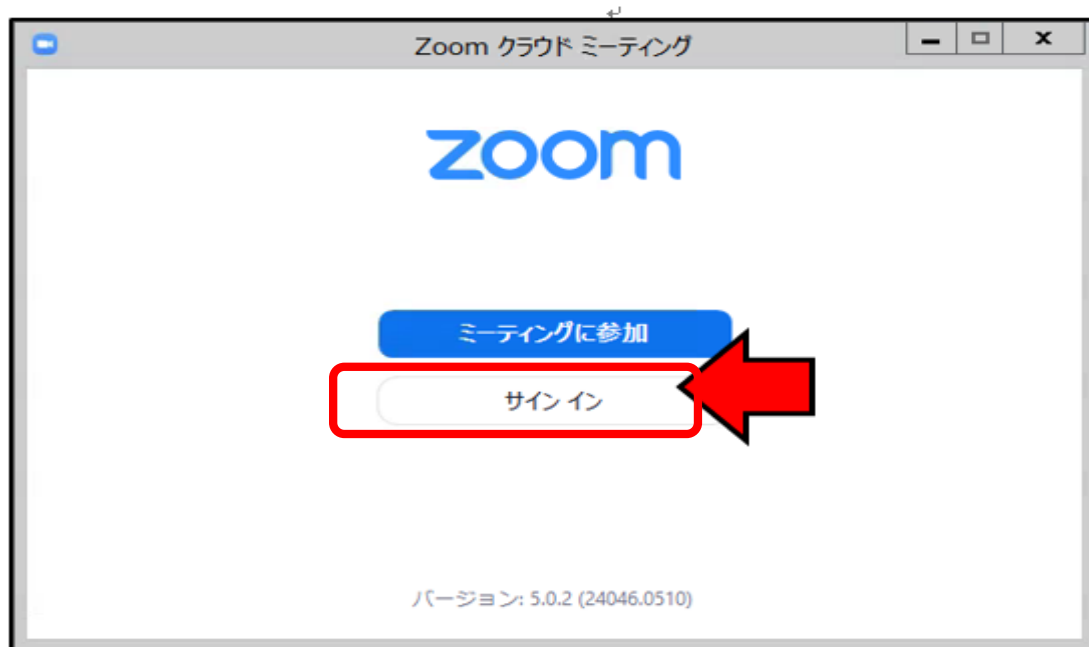 Zoom クラウド ミーティング
zoom
ミーティングに参加
サイン イン
バージョン: 5.0.2 (24046.0510)